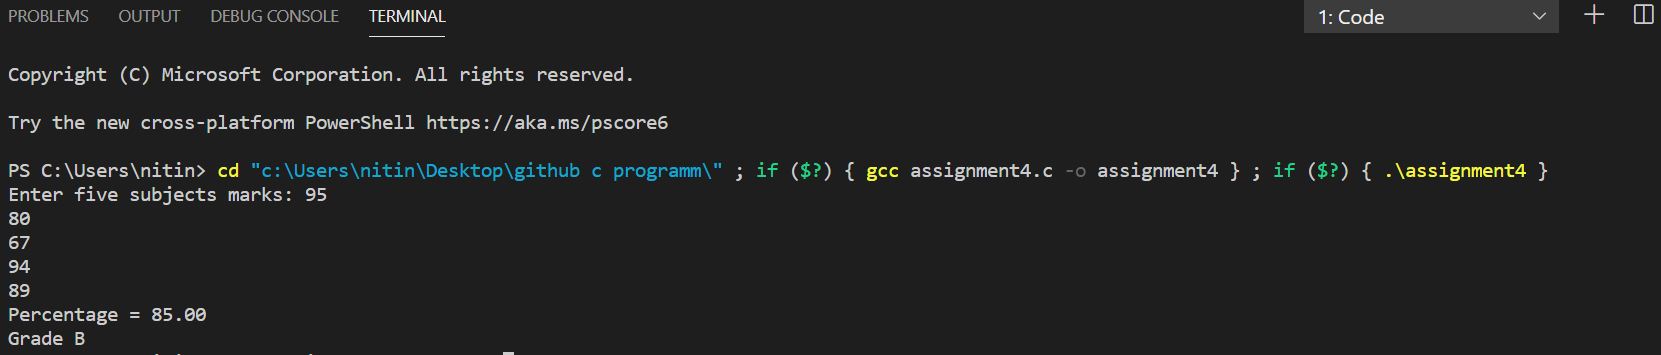 PROBLEMS OUTPUT DEBUG CONSOLE TERMINAL 1: Code
Copyright (C) Microsoft Corporation. All rights reserved.
Try the new cross-platform PowerShell https://aka.ms/pscore6
PS C:\Users\nitin> cd "c:\Users\nitin\Desktop\github c programm\" ; if ($?) { gcc assignment4.c -o assignment4 } ; if ($?) { .\assignment4 }
Enter five subjects marks: 95
80
67
94
89
Percentage = 85.00
Grade B